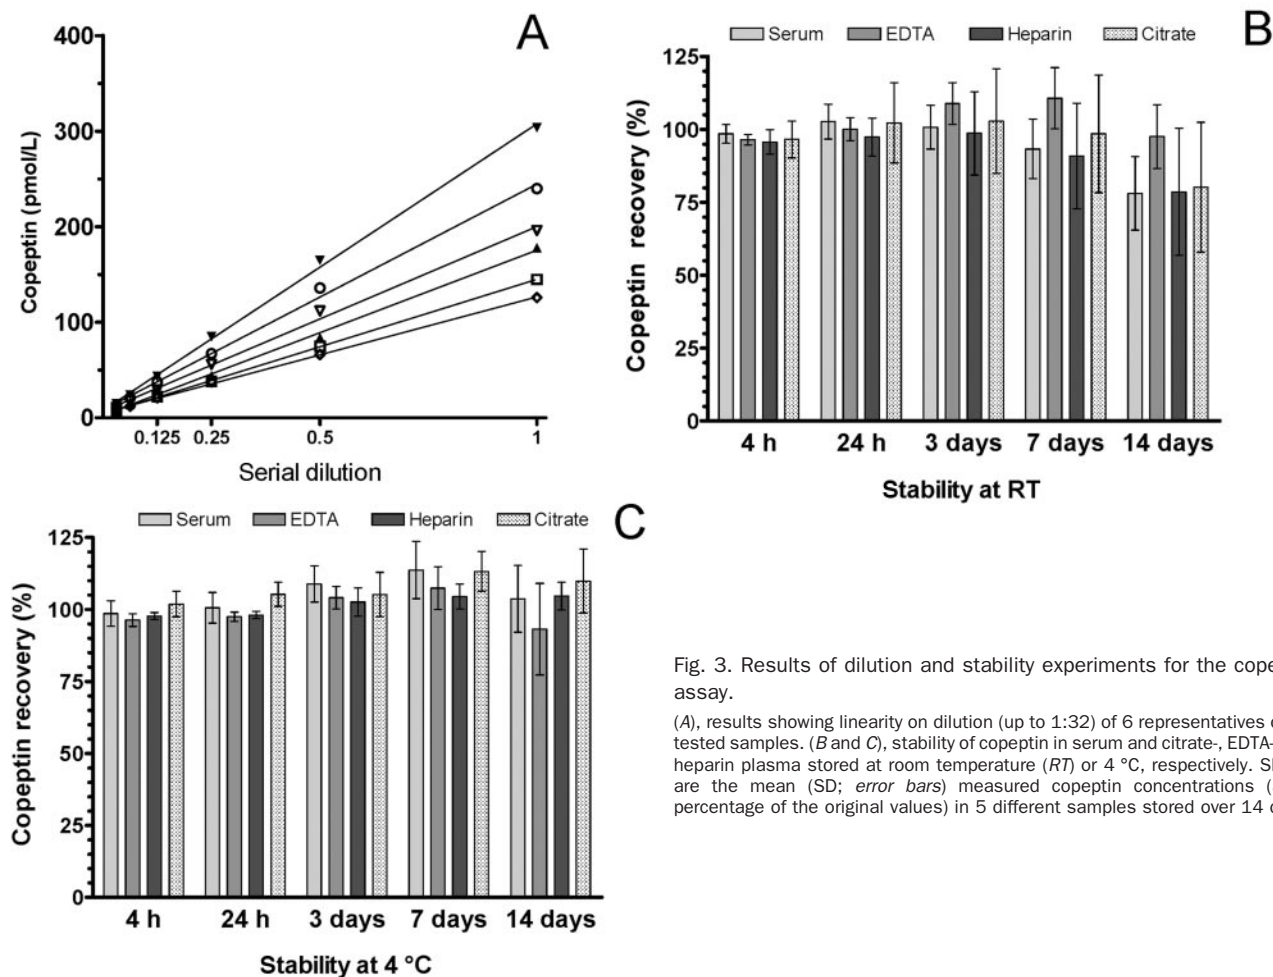 A
400
300
200
100
0
Copeptin (pmol/L)
0.125 0.25 0.5 1
Serial dilution
B
Serum EDTA Heparin Citrate
125
100
75
50
25
0
Copeptin recovery (%)
4 h 24 h 3 days 7 days 14 days
Stability at RT
C
Serum EDTA Heparin Citrate
125
100
75
50
25
0
Copeptin recovery (%)
4 h 24 h 3 days 7 days 14 days
Stability at 4 °C
Fig. 3. Results of dilution and stability experiments for the
assay.
(A), results showing linearity on dilution (up to 1:32) of 6 representatives
tested samples. (B and C), stability of copeptin in serum and citrate-, EDTA-
heparin plasma stored at room temperature (RT) or 4 °C, respectively.
are the mean (SD; error bars) measured copeptin concentrations
percentage of the original values) in 5 different samples stored over 14